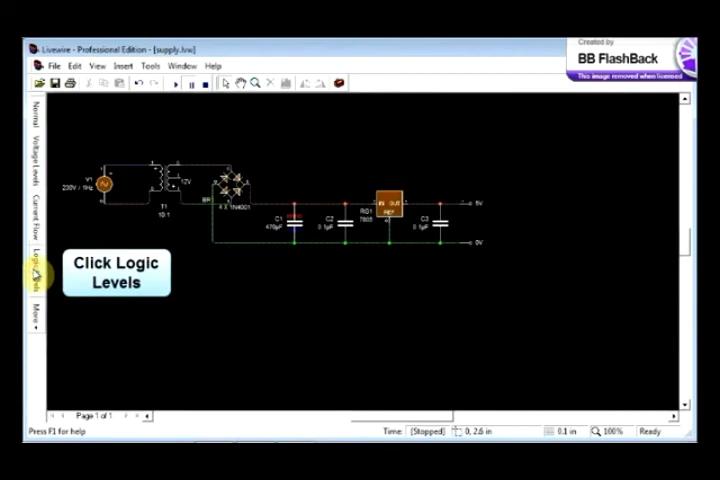 Livewire - Professional Edition - [supply.lvw]
Created by
BB FlashBack
This image removed when licensed
File Edit View Insert Tools Window Help
Normal
Voltage Levels
Current Flow
Logic Levels
More
V1
230V / 1Hz
T1
10:1
12V
BR
4 X 1N4001
C1
470µF
C2
0.1µF
RG1
7805
IN OUT
REF
C3
0.1µF
5V
0V
Click Logic
Levels
Page 1 of 1
Press F1 for help
Time: [Stopped]
0, 2.6 in
0.1 in
100%
Ready